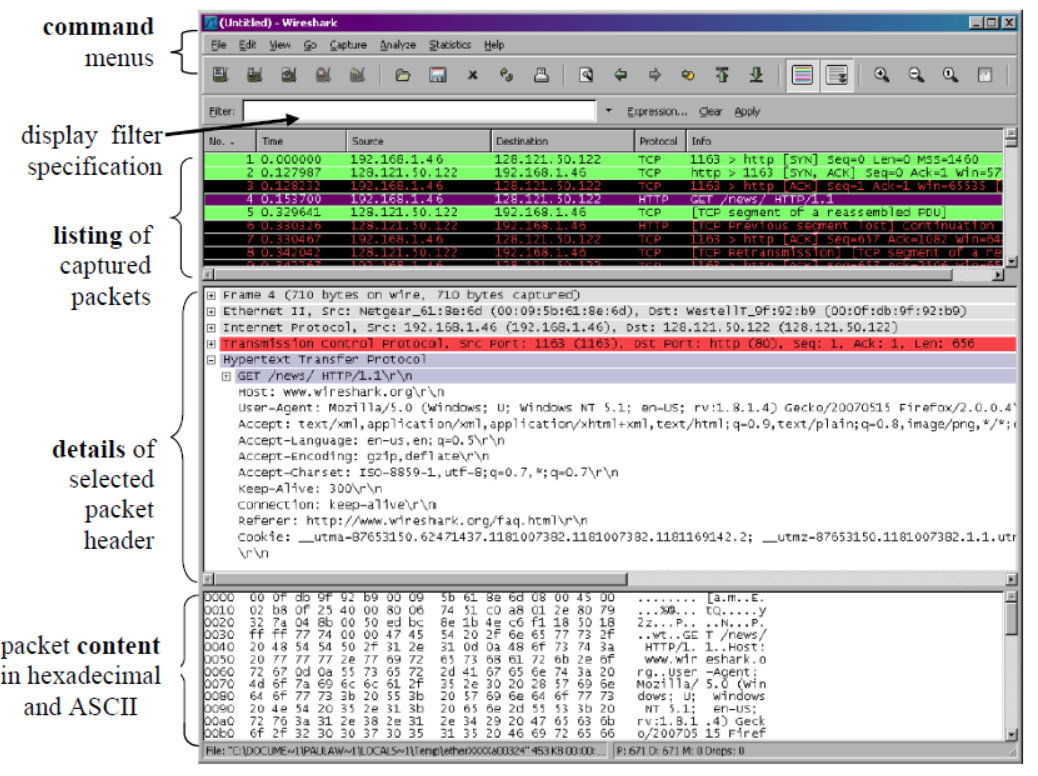 command
menus
display filter
specification
listing of
captured
packets
details of
selected
packet
header
packet content
in hexadecimal
and ASCII
(Untitled) - Wireshark
File Edit View Go Capture Analyze Statistics Help
Filter: Expression... Clear Apply
No. . Time Source Destination Protocol Info
1 0.000000 192.168.1.46 128.121.50.122 TCP 1163 > http [SYN] Seq=0 Len=0 MSS=1460
2 0.127987 128.121.50.122 192.168.1.46 TCP http > 1163 [SYN, ACK] Seq=0 Ack=1 Win=57
3 0.128232 192.168.1.46 128.121.50.122 TCP 1163 > http [ACK] Seq=1 Ack=1 Win=65535 [
4 0.153700 192.168.1.46 128.121.50.122 HTTP GET /news/ HTTP/1.1
5 0.329641 128.121.50.122 192.168.1.46 TCP [TCP segment of a reassembled PDU]
6 0.330326 128.121.50.122 192.168.1.46 HTTP [TCP Previous segment lost] Continuation
7 0.330467 192.168.1.46 128.121.50.122 TCP 1163 > http [ACK] Seq=657 Ack=1082 Win=64
8 0.342042 128.121.50.122 192.168.1.46 TCP [TCP Retransmission] [TCP segment of a re
Frame 4 (710 bytes on wire, 710 bytes captured)
Ethernet II, Src: Netgear_61:8e:6d (00:09:5b:61:8e:6d), Dst: WestellT_9f:92:b9 (00:0f:db:9f:92:b9)
Internet Protocol, Src: 192.168.1.46 (192.168.1.46), Dst: 128.121.50.122 (128.121.50.122)
Transmission Control Protocol, Src Port: 1163 (1163), Dst Port: http (80), Seq: 1, Ack: 1, Len: 656
Hypertext Transfer Protocol
GET /news/ HTTP/1.1\r\n
Host: www.wireshark.org\r\n
User-Agent: Mozilla/5.0 (Windows; U; Windows NT 5.1; en-US; rv:1.8.1.4) Gecko/20070515 Firefox/2.0.0.4\
Accept: text/xml,application/xml,application/xhtml+xml,text/html;q=0.9,text/plain;q=0.8,image/png,*/*;
Accept-Language: en-us,en;q=0.5\r\n
Accept-Encoding: gzip,deflate\r\n
Accept-Charset: ISO-8859-1,utf-8;q=0.7,*;q=0.7\r\n
Keep-Alive: 300\r\n
Connection: keep-alive\r\n
Referer: http://www.wireshark.org/faq.html\r\n
Cookie: __utma=87653150.62471437.1181007382.1181007382.1181169142.2; __utmz=87653150.1181007382.1.1.utr
\r\n
0000 00 0f db 9f 92 b9 00 09 5b 61 8e 6d 08 00 45 00 ........ [a.m..E.
0010 02 b8 0f 25 40 00 80 06 74 51 c0 a8 01 2e 80 79 ...%@... tQ.....y
0020 32 7a 04 8b 00 50 ed bc 8e 1b 4e c6 f1 18 50 18 2z...P.. ..N...P.
0030 ff ff 77 74 00 00 47 45 54 20 2f 6e 65 77 73 2f ..wt..GE T /news/
0040 20 48 54 54 50 2f 31 2e 31 0d 0a 48 6f 73 74 3a HTTP/1. 1..Host:
0050 20 77 77 77 2e 77 69 72 65 73 68 61 72 6b 2e 6f www.wir eshark.o
0060 72 67 0d 0a 55 73 65 72 2d 41 67 65 6e 74 3a 20 rg..User -Agent:
0070 4d 6f 7a 69 6c 6c 61 2f 35 2e 30 20 28 57 69 6e Mozilla/ 5.0 (Win
0080 64 6f 77 73 3b 20 55 3b 20 57 69 6e 64 6f 77 73 dows; U; Windows
0090 20 4e 54 20 35 2e 31 3b 20 65 6e 2d 55 53 3b 20 NT 5.1; en-US;
00a0 72 76 3a 31 2e 38 2e 31 2e 34 29 20 47 65 63 6b rv:1.8.1 .4) Geck
00b0 6f 2f 32 30 30 37 30 35 31 35 20 46 69 72 65 66 o/200705 15 Firef
File: "C:\DOCUME~1\PAULAW~1\LOCALS~1\Temp\etherXXXXa00324" 453 KB 00:00:... P: 671 D: 671 M: 0 Drops: 0